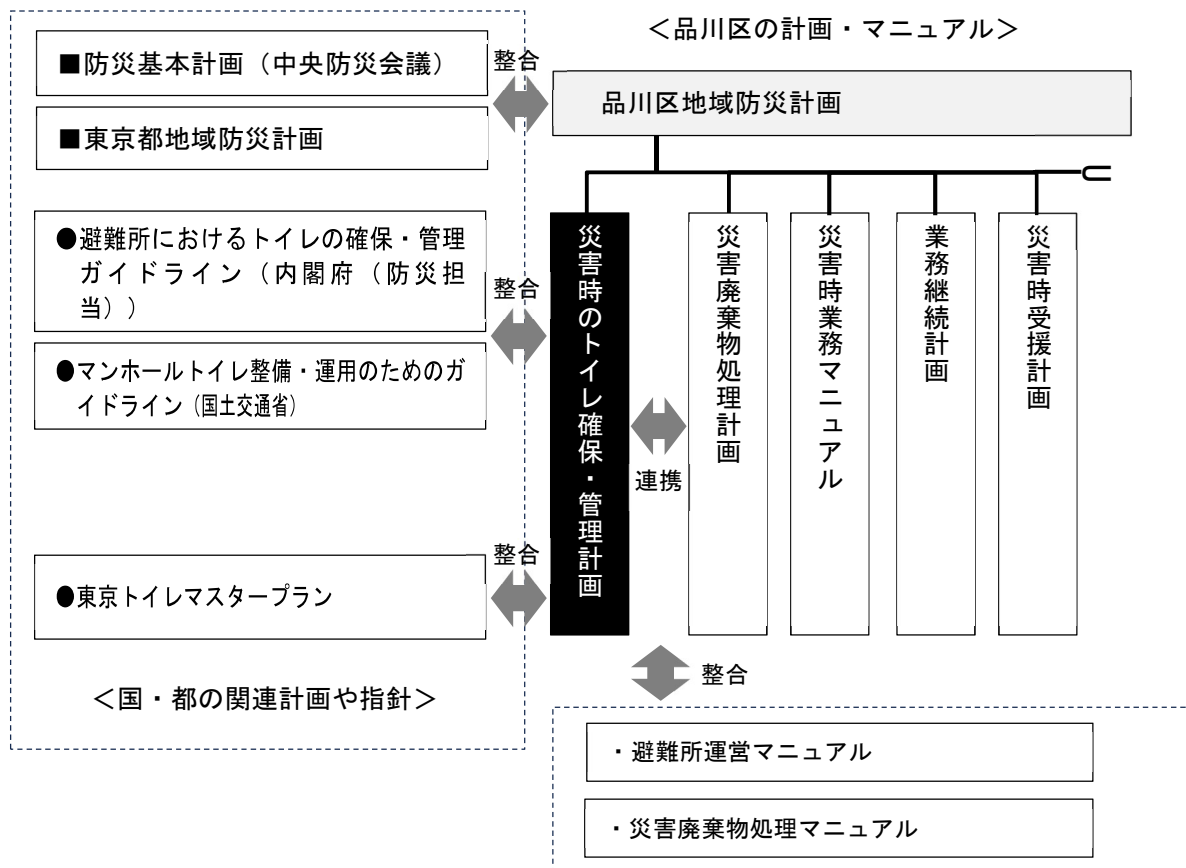 ＜品川区の計画・マニュアル＞
■防災基本計画（中央防災会議）
■東京都地域防災計画
整合
品川区地域防災計画
●避難所におけるトイレの確保・管理
ガイドライン（内閣府（防災担
当））
●マンホールトイレ整備・運用のためのガ
イドライン（国土交通省）
整合
●東京トイレマスタープラン
整合
＜国・都の関連計画や指針＞
災害時のトイレ確保・管理計画
連携
災害廃棄物処理計画
災害時業務マニュアル
業務継続計画
災害時受援計画
整合
・避難所運営マニュアル
・災害廃棄物処理マニュアル